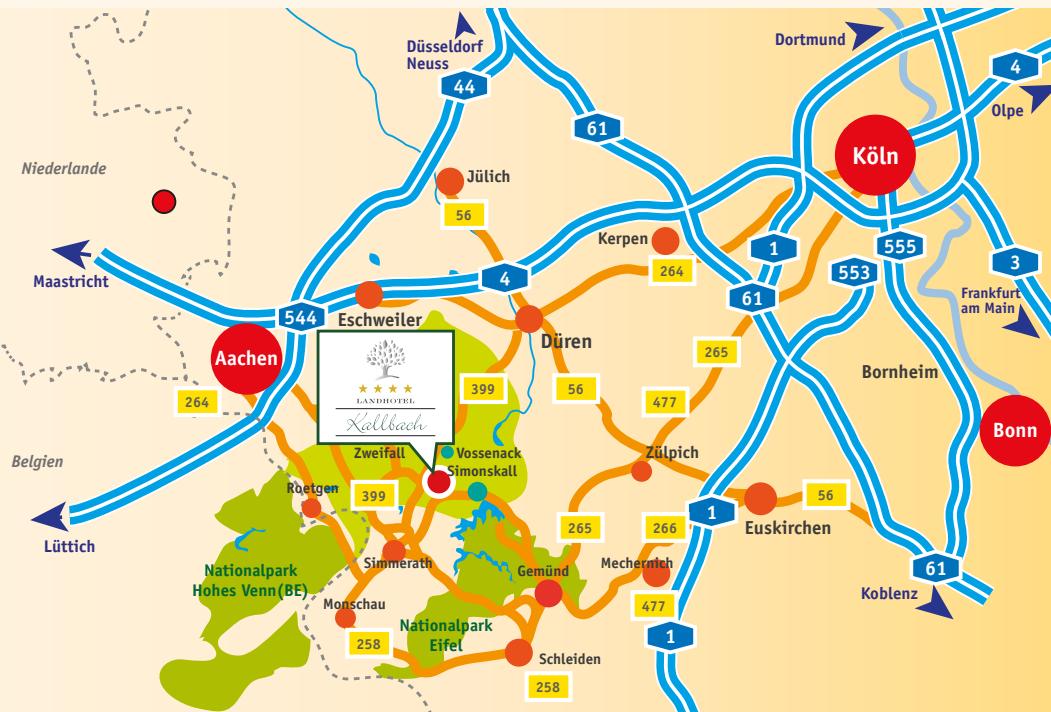 Düsseldorf
Neuss
Dortmund
44
4
Olpe
61
Köln
Niederlande
Jülich
56
Kerpen
264
1
555
553
3
Maastricht
4
61
Frankfurt
am Main
544
Eschweiler
Düren
Aachen
265
Bornheim
264
399
56
477
LANDHOTEL
Kallbach
Bonn
Belgien
Zweifall
Vossenack
Simonskall
Zülpich
Roetgen
399
56
1
Euskirchen
265
266
Lüttich
Simmerath
Gemünd
Mechernich
61
Nationalpark
Hohes Venn(BE)
Koblenz
Monschau
477
Nationalpark
Eifel
258
1
Schleiden
258